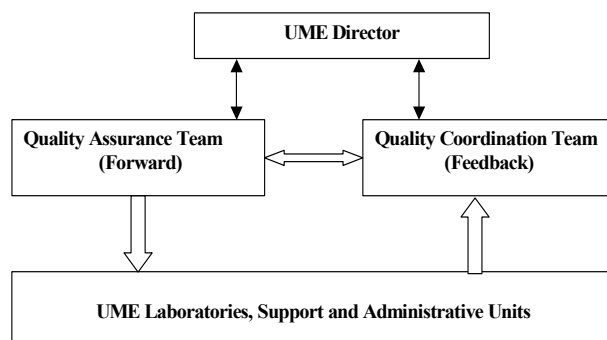 UME Director
Quality Assurance Team
(Forward)
Quality Coordination Team
(Feedback)
UME Laboratories, Support and Administrative Units